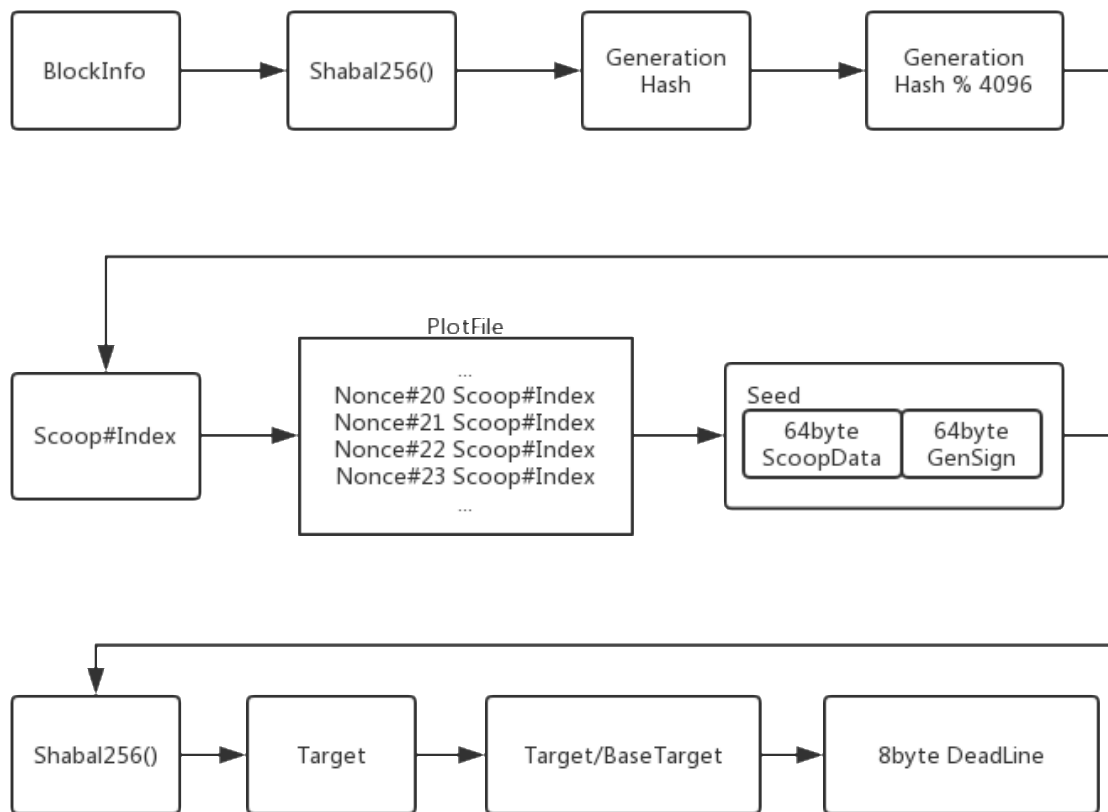 BlockInfo
Shabal256()
Generation
Hash
Generation
Hash % 4096
Scoop#Index
PlotFile
...
Nonce#20 Scoop#Index
Nonce#21 Scoop#Index
Nonce#22 Scoop#Index
Nonce#23 Scoop#Index
...
Seed
64byte
ScoopData
64byte
GenSign
Shabal256()
Target
Target/BaseTarget
8byte DeadLine